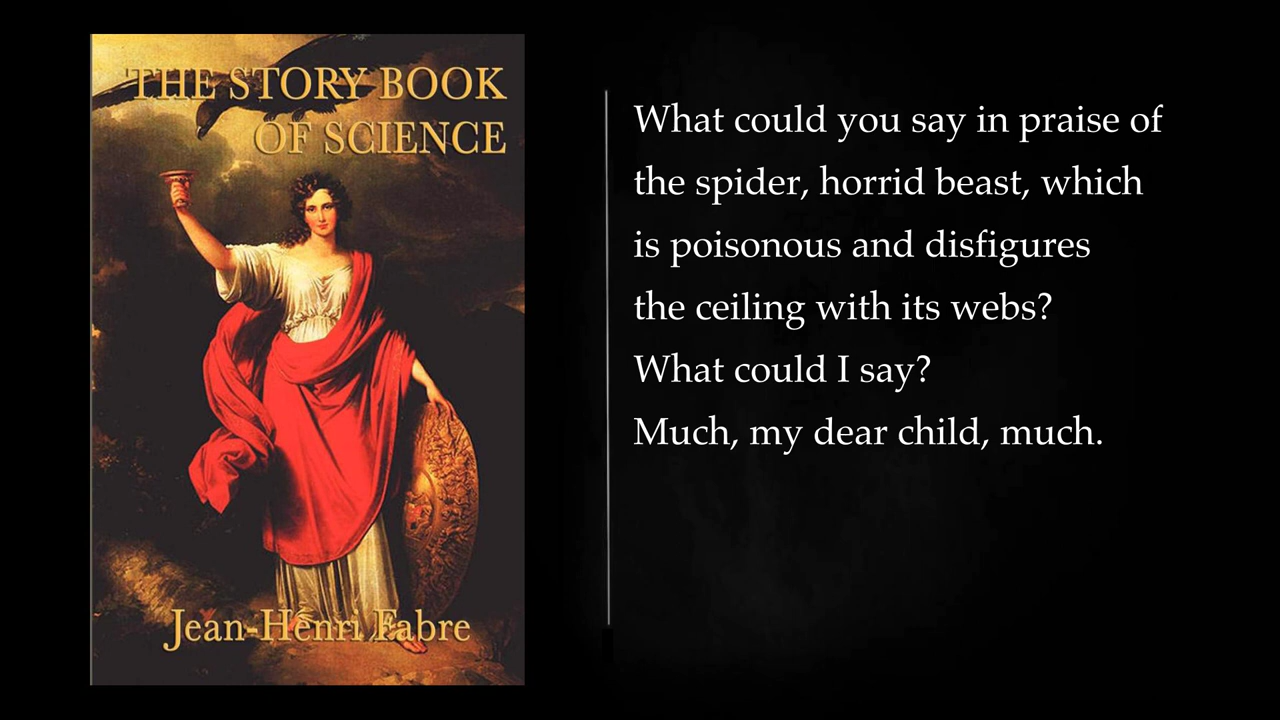 THE STORY BOOK
OF SCIENCE
Jean-Henri Fabre
What could you say in praise of
the spider, horrid beast, which
is poisonous and disfigures
the ceiling with its webs?
What could I say?
Much, my dear child, much.